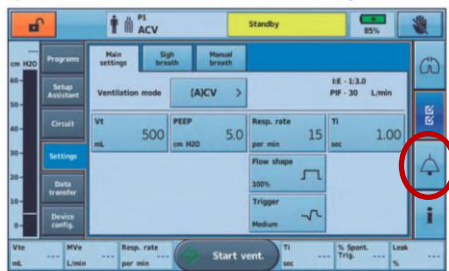 P1
ACV
Standby
85%
cm H2O
60-
50-
40-
30-
20-
10-
0-
Programs
Setup
Assistant
Circuit
Settings
Data
transfer
Device
config.
Main
settings
Sigh
breath
Manual
breath
Ventilation mode
(A)CV >
I:E - 1:3.0
PIF - 30 L/min
Vt
500
mL
PEEP
5.0
cm H2O
Resp. rate
15
per min
Ti
1.00
sec
Flow shape
100%
Trigger
Medium
Vte
---
mL
MVe
---
L/min
Resp. rate
---
per min
Start vent.
Ti
---
sec
% Spont.
Trig. ---
Leak
---
%